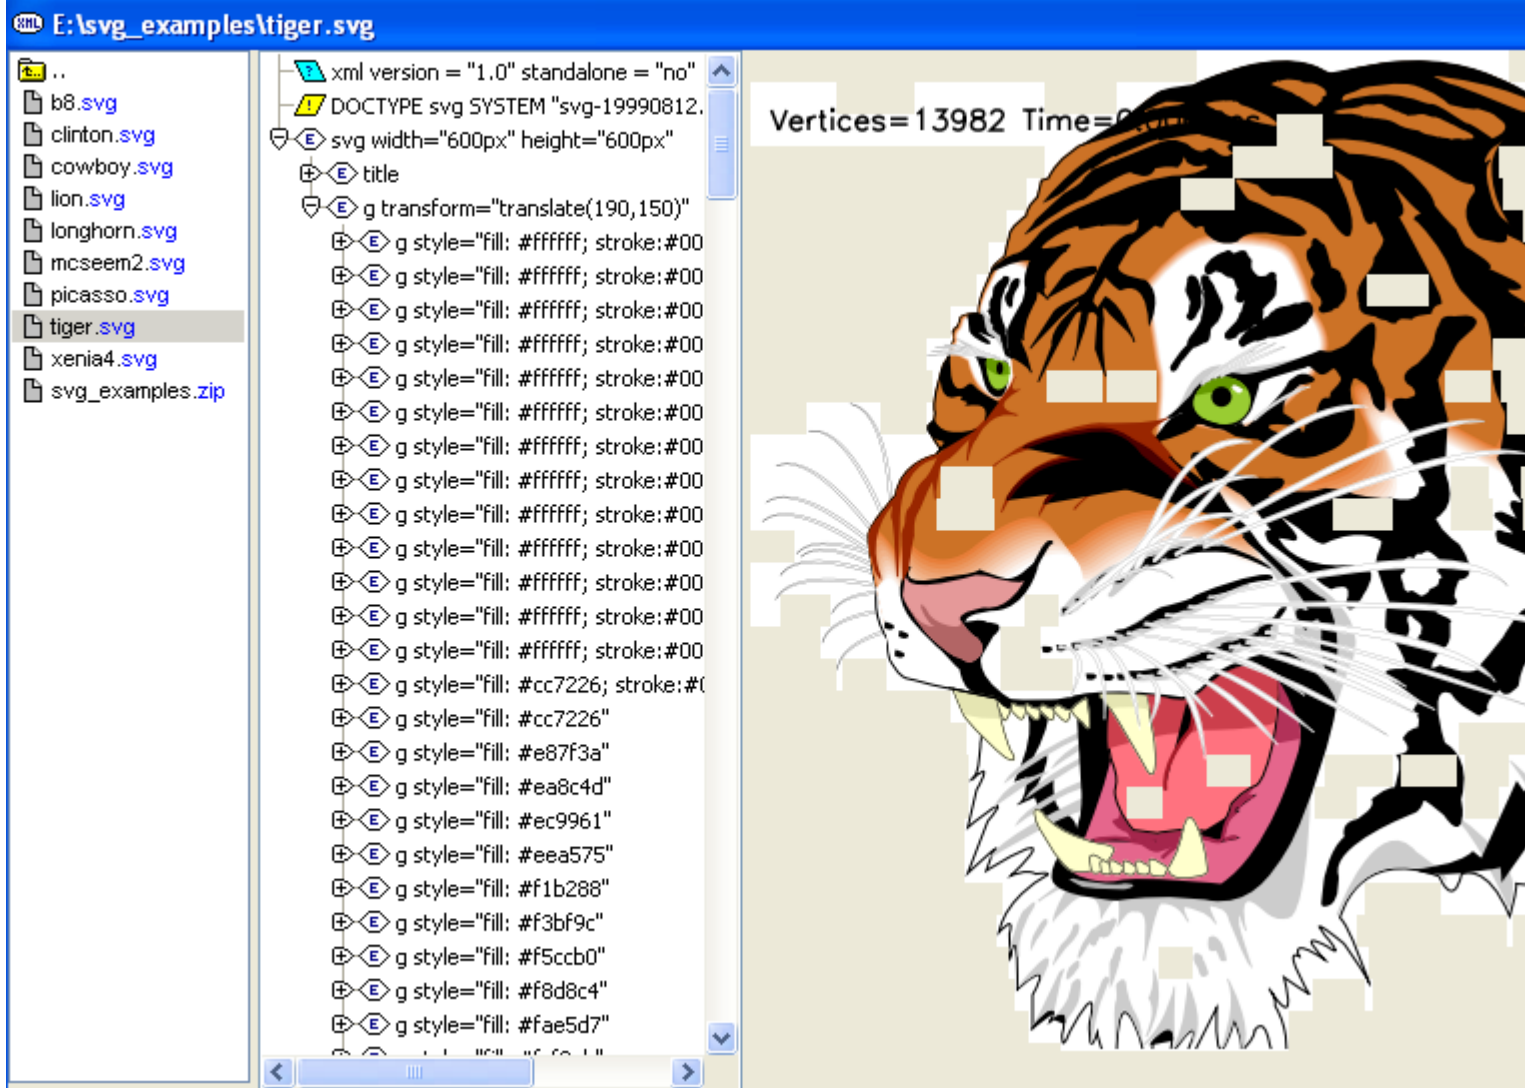 XML E:\svg_examples\tiger.svg
..
b8.svg
clinton.svg
cowboy.svg
lion.svg
longhorn.svg
mcseem2.svg
picasso.svg
tiger.svg
xenia4.svg
svg_examples.zip
? xml version = "1.0" standalone = "no"
! DOCTYPE svg SYSTEM "svg-19990812.
E svg width="600px" height="600px"
E title
E g transform="translate(190,150)"
E g style="fill: #ffffff; stroke:#00
E g style="fill: #ffffff; stroke:#00
E g style="fill: #ffffff; stroke:#00
E g style="fill: #ffffff; stroke:#00
E g style="fill: #ffffff; stroke:#00
E g style="fill: #ffffff; stroke:#00
E g style="fill: #ffffff; stroke:#00
E g style="fill: #ffffff; stroke:#00
E g style="fill: #ffffff; stroke:#00
E g style="fill: #ffffff; stroke:#00
E g style="fill: #ffffff; stroke:#00
E g style="fill: #ffffff; stroke:#00
E g style="fill: #ffffff; stroke:#00
E g style="fill: #cc7226; stroke:#
E g style="fill: #cc7226"
E g style="fill: #e87f3a"
E g style="fill: #ea8c4d"
E g style="fill: #ec9961"
E g style="fill: #eea575"
E g style="fill: #f1b288"
E g style="fill: #f3bf9c"
E g style="fill: #f5ccb0"
E g style="fill: #f8d8c4"
E g style="fill: #fae5d7"
Vertices=13982 Time=